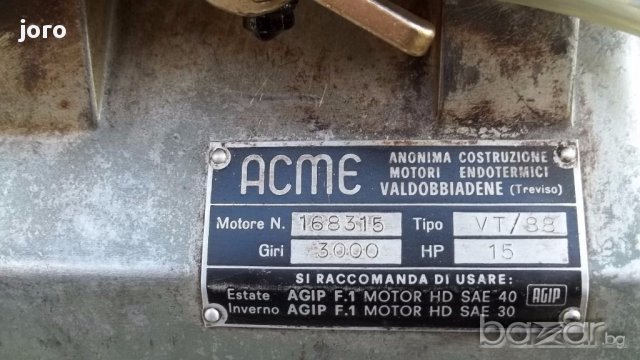 joro
ACME
ANONIMA COSTRUZIONE
MOTORI ENDOTERMICI
VALDOBBIADENE (Treviso)
Motore N. 168315 Tipo VT/88
Giri 3000 HP 15
SI RACCOMANDA DI USARE:
Estate AGIP F.1 MOTOR HD SAE 40 AGIP
Inverno AGIP F.1 MOTOR HD SAE 30
bazar.bg